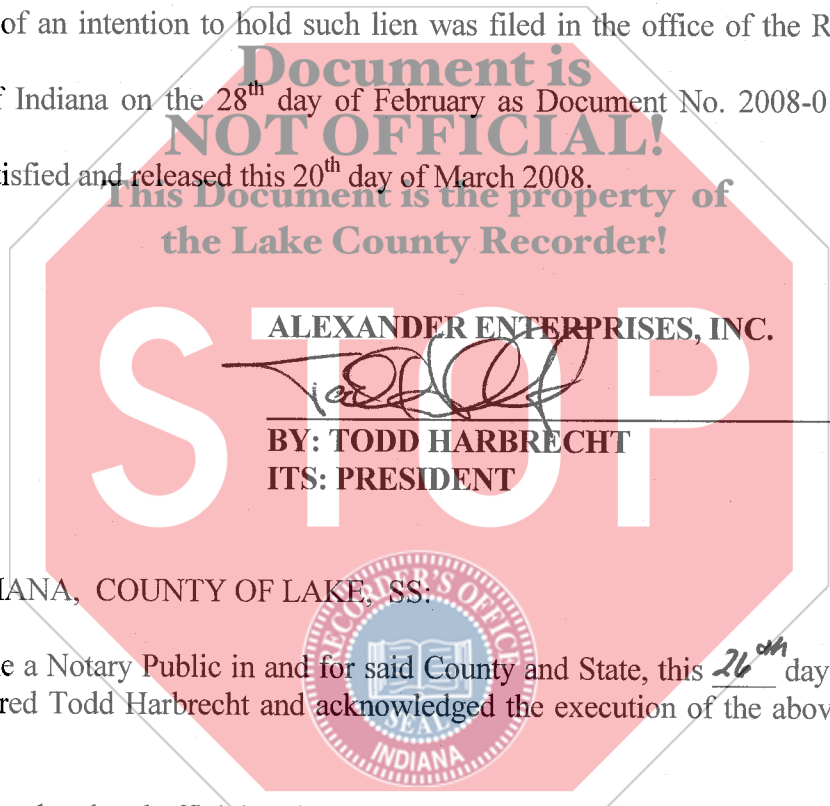 of an intention to hold such lien was filed in the office of the R
Document is
Indiana on the 28th day of February as Document No. 2008-0
NOT OFFICIAL!
tisfied and released this 20th day of March 2008.
This Document is the property of
the Lake County Recorder!
STOP
ALEXANDER ENTERPRISES, INC.
BY: TODD HARBRECHT
ITS: PRESIDENT
IANA, COUNTY OF LAKE, SS:
RECORDER'S OFFICE
SEAL
INDIANA
e a Notary Public in and for said County and State, this 26th day
red Todd Harbrecht and acknowledged the execution of the abov